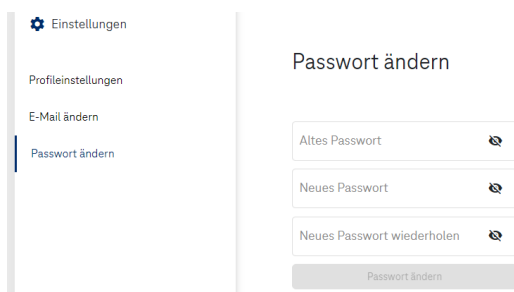 Einstellungen
Profileinstellungen
E-Mail ändern
Passwort ändern
Passwort ändern
Altes Passwort
Neues Passwort
Neues Passwort wiederholen
Passwort ändern